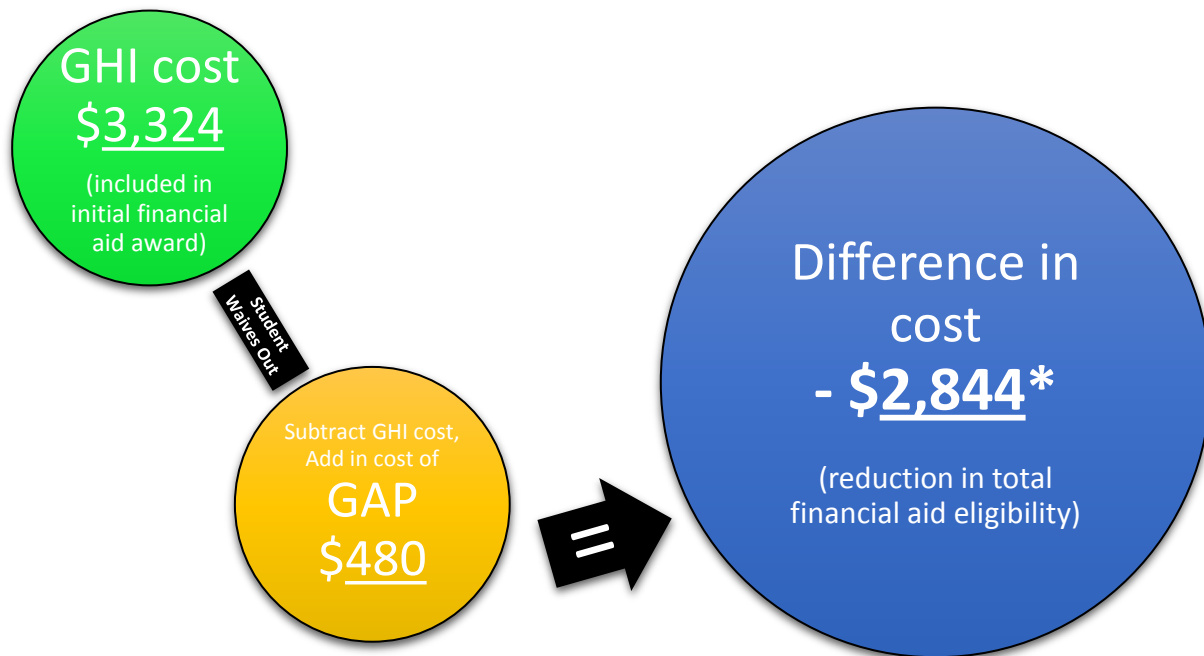 GHI cost
$3,324
(included in
initial financial
aid award)
Student
Waives Out
Subtract GHI cost,
Add in cost of
GAP
$480
=
Difference in
cost
- $2,844*
(reduction in total
financial aid eligibility)